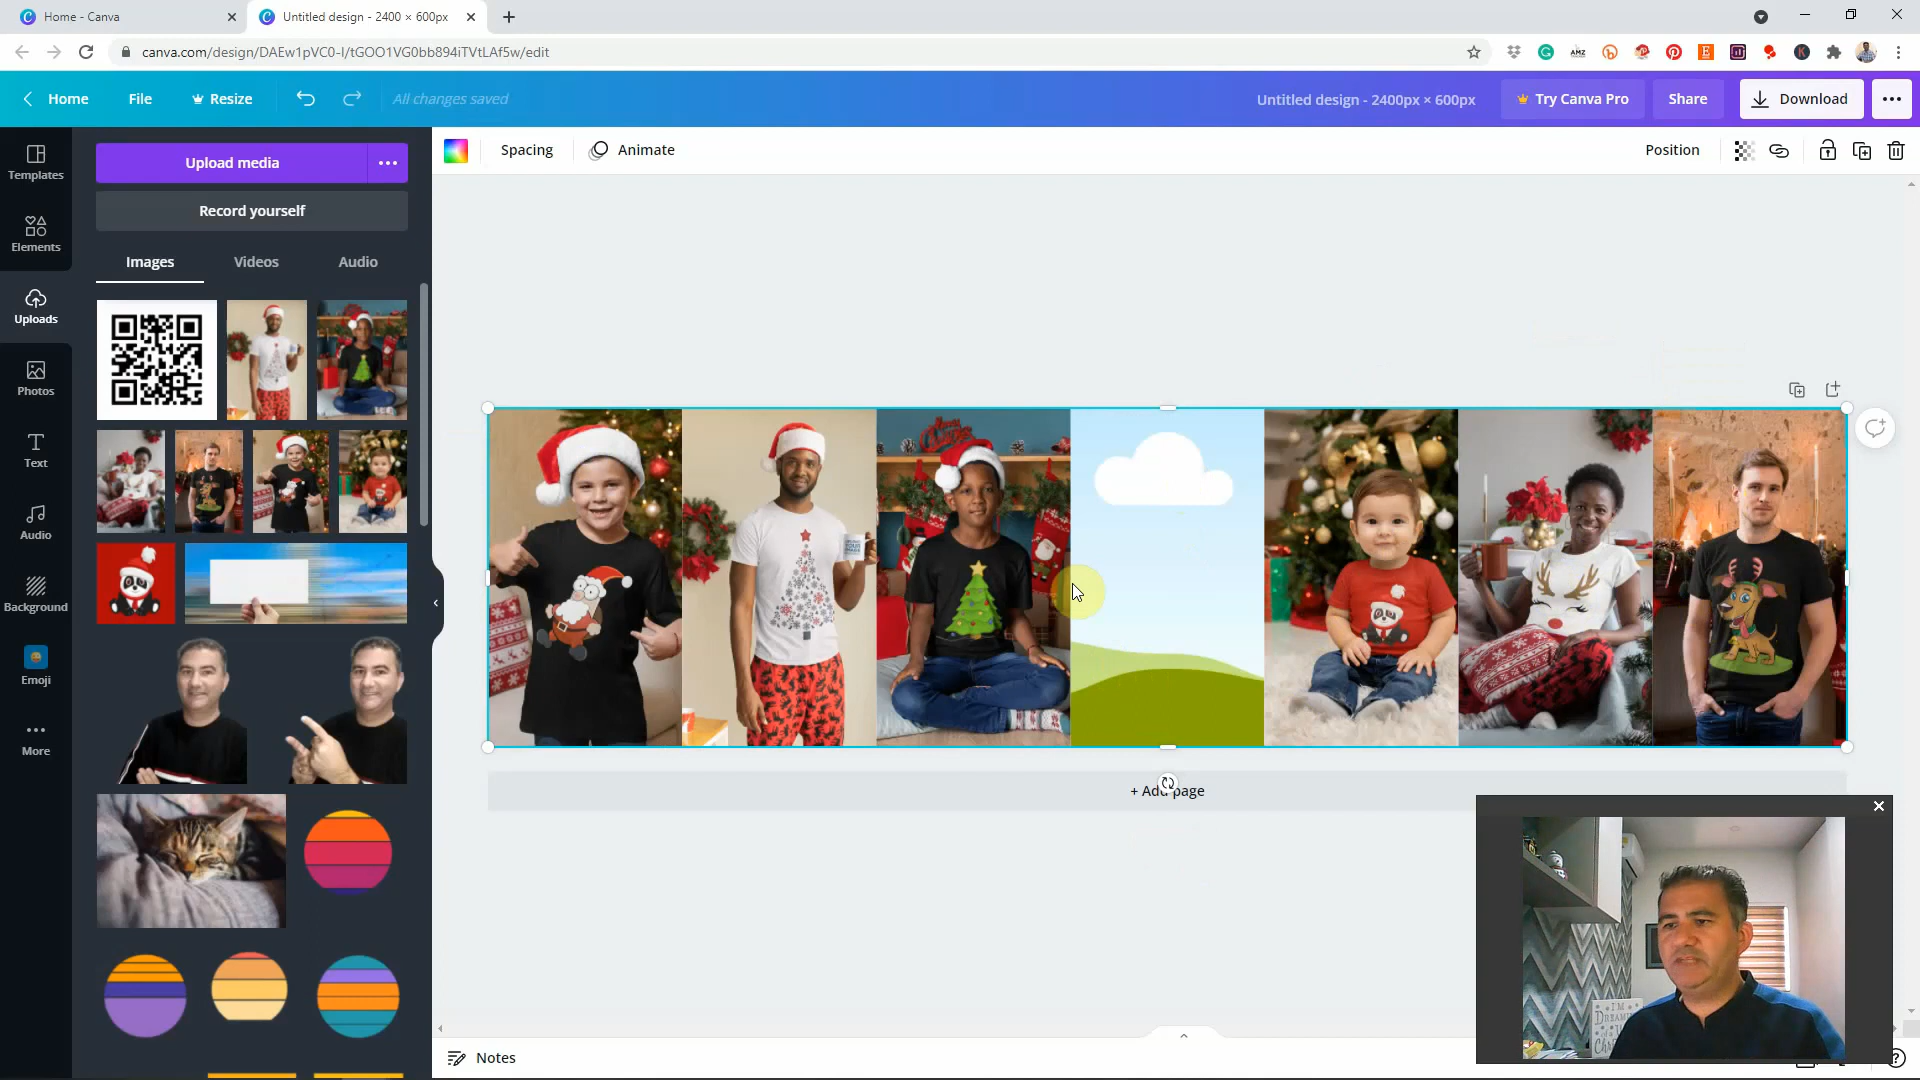 Home - Canva
Untitled design - 2400 × 600px
canva.com/design/DAEw1pVC0-I/tGOO1VG0bb894iTVtLAf5w/edit
AMZ
Home
File
Resize
All changes saved
Untitled design - 2400px × 600px
Try Canva Pro
Share
Download
Templates
Elements
Uploads
Photos
Text
Audio
Background
Emoji
More
Upload media
Record yourself
Images
Videos
Audio
Spacing
Animate
Position
+ Add page
Notes
I'M